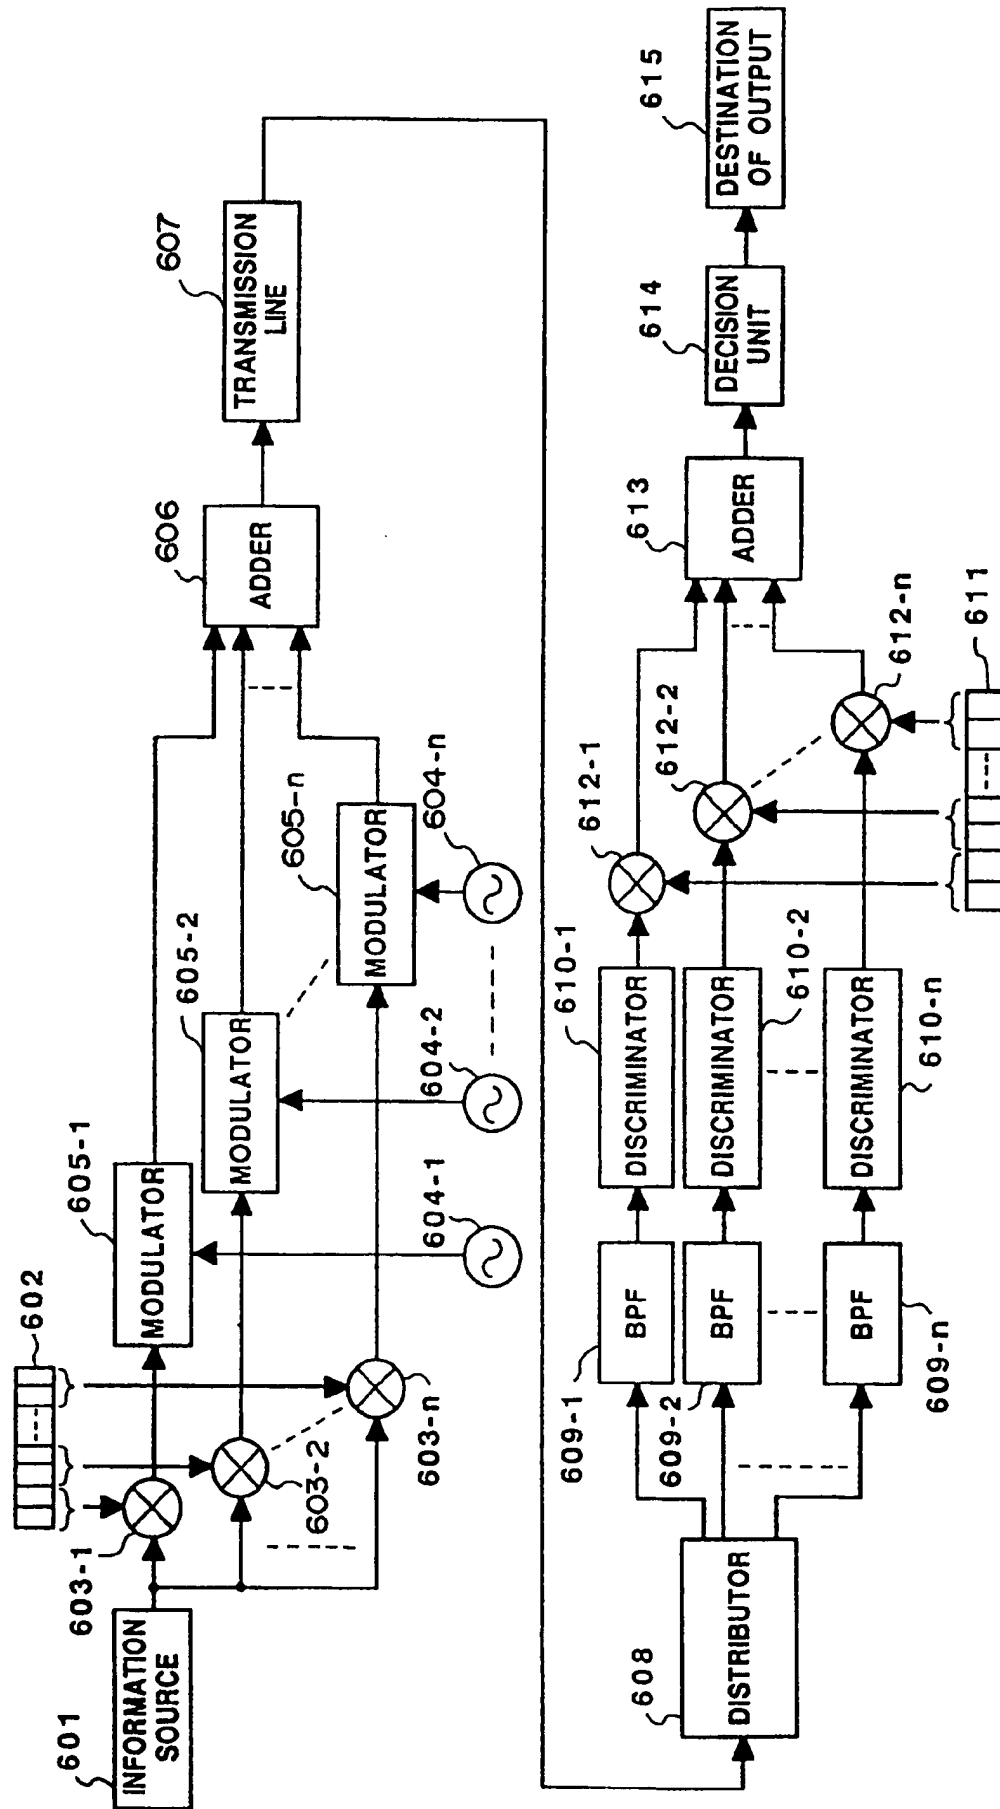 601
INFORMATION
SOURCE
602
603-1
603-2
603-n
604-1
604-2
604-n
605-1
MODULATOR
605-2
MODULATOR
605-n
MODULATOR
606
ADDER
607
TRANSMISSION
LINE
608
DISTRIBUTOR
609-1
BPF
609-2
BPF
609-n
BPF
610-1
DISCRIMINATOR
610-2
DISCRIMINATOR
610-n
DISCRIMINATOR
611
612-1
612-2
612-n
613
ADDER
614
DECISION
UNIT
615
DESTINATION
OF OUTPUT